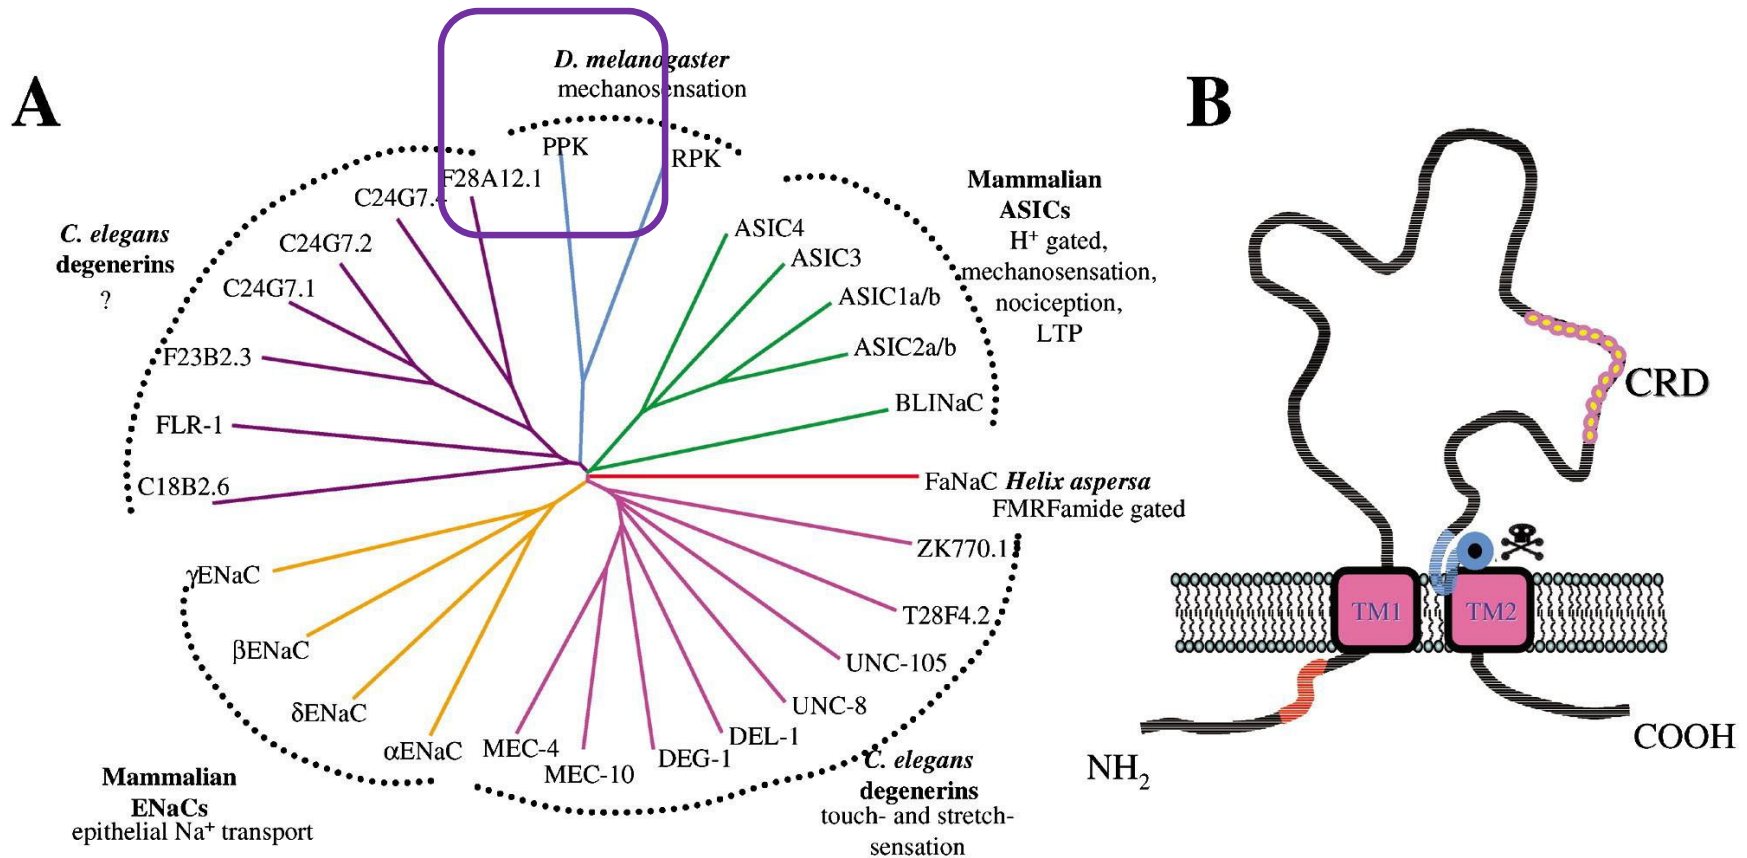 A
D. melanogaster
mechanosensation
PPK
RPK
F28A12.1
C24G7.4
C24G7.2
C24G7.1
F23B2.3
FLR-1
C18B2.6
C. elegans
degenerins
?
Mammalian
ASICs
H⁺ gated,
mechanosensation,
nociception,
LTP
ASIC4
ASIC3
ASIC1a/b
ASIC2a/b
BLINaC
FaNaC Helix aspersa
FMRFamide gated
ZK770.1
T28F4.2
UNC-105
UNC-8
DEL-1
DEG-1
MEC-10
MEC-4
αENaC
δENaC
βENaC
γENaC
Mammalian
ENaCs
epithelial Na⁺ transport
C. elegans
degenerins
touch- and stretch-
sensation
B
CRD
TM1
TM2
NH₂
COOH